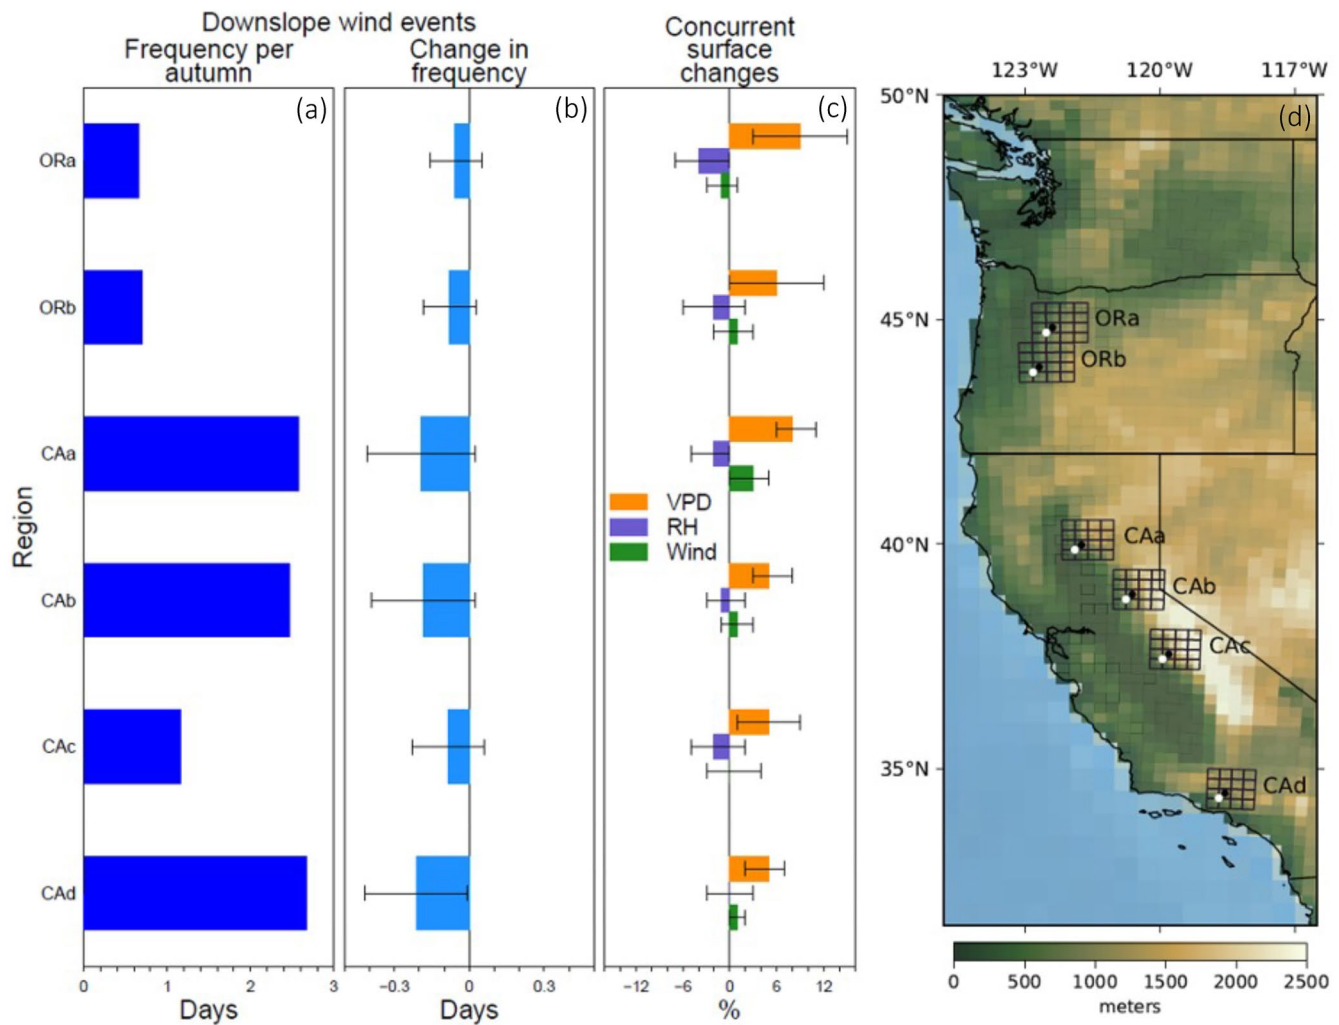 Downslope wind events
Frequency per
autumn
Change in
frequency
Concurrent
surface
changes
(a)
(b)
(c)
(d)
Region
ORa
ORb
CAa
CAb
CAc
CAd
0 1 2 3
Days
−0.3 0 0.3
Days
VPD
RH
Wind
−12 −6 0 6 12
%
123°W 120°W 117°W
50°N
45°N
40°N
35°N
ORa
ORb
CAa
CAb
CAc
CAd
0 500 1000 1500 2000 2500
meters